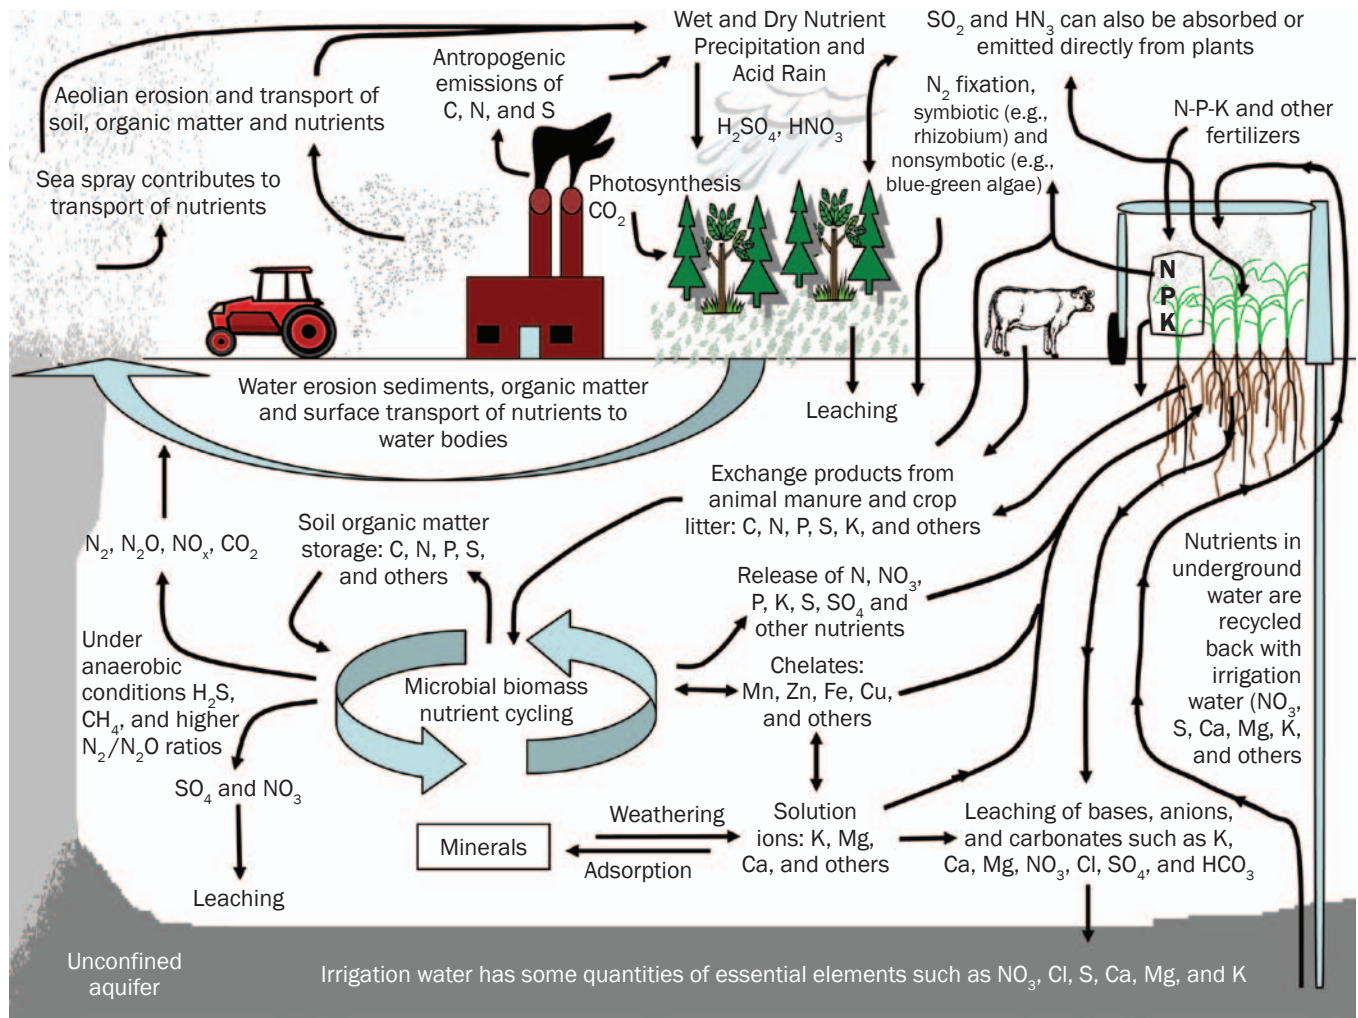 Wet and Dry Nutrient
Precipitation and
Acid Rain
SO₂ and HN₃ can also be absorbed or
emitted directly from plants
Antropogenic
emissions of
C, N, and S
Aeolian erosion and transport of
soil, organic matter and nutrients
H₂SO₄, HNO₃
N₂ fixation,
symbiotic (e.g.,
rhizobium) and
nonsymbotic (e.g.,
blue-green algae)
N-P-K and other
fertilizers
Sea spray contributes to
transport of nutrients
Photosynthesis
CO₂
N
P
K
Water erosion sediments, organic matter
and surface transport of nutrients to
water bodies
Leaching
Exchange products from
animal manure and crop
litter: C, N, P, S, K, and others
Soil organic matter
storage: C, N, P, S,
and others
N₂, N₂O, NOₓ, CO₂
Release of N, NO₃,
P, K, S, SO₄ and
other nutrients
Nutrients in
underground
water are
recycled
back with
irrigation
water (NO₃,
S, Ca, Mg, K,
and others
Under
anaerobic
conditions H₂S,
CH₄, and higher
N₂/N₂O ratios
Microbial biomass
nutrient cycling
Chelates:
Mn, Zn, Fe, Cu,
and others
SO₄ and NO₃
Leaching
Minerals
Weathering
Adsorption
Solution
ions: K, Mg,
Ca, and others
Leaching of bases, anions,
and carbonates such as K,
Ca, Mg, NO₃, Cl, SO₄, and HCO₃
Unconfined
aquifer
Irrigation water has some quantities of essential elements such as NO₃, Cl, S, Ca, Mg, and K